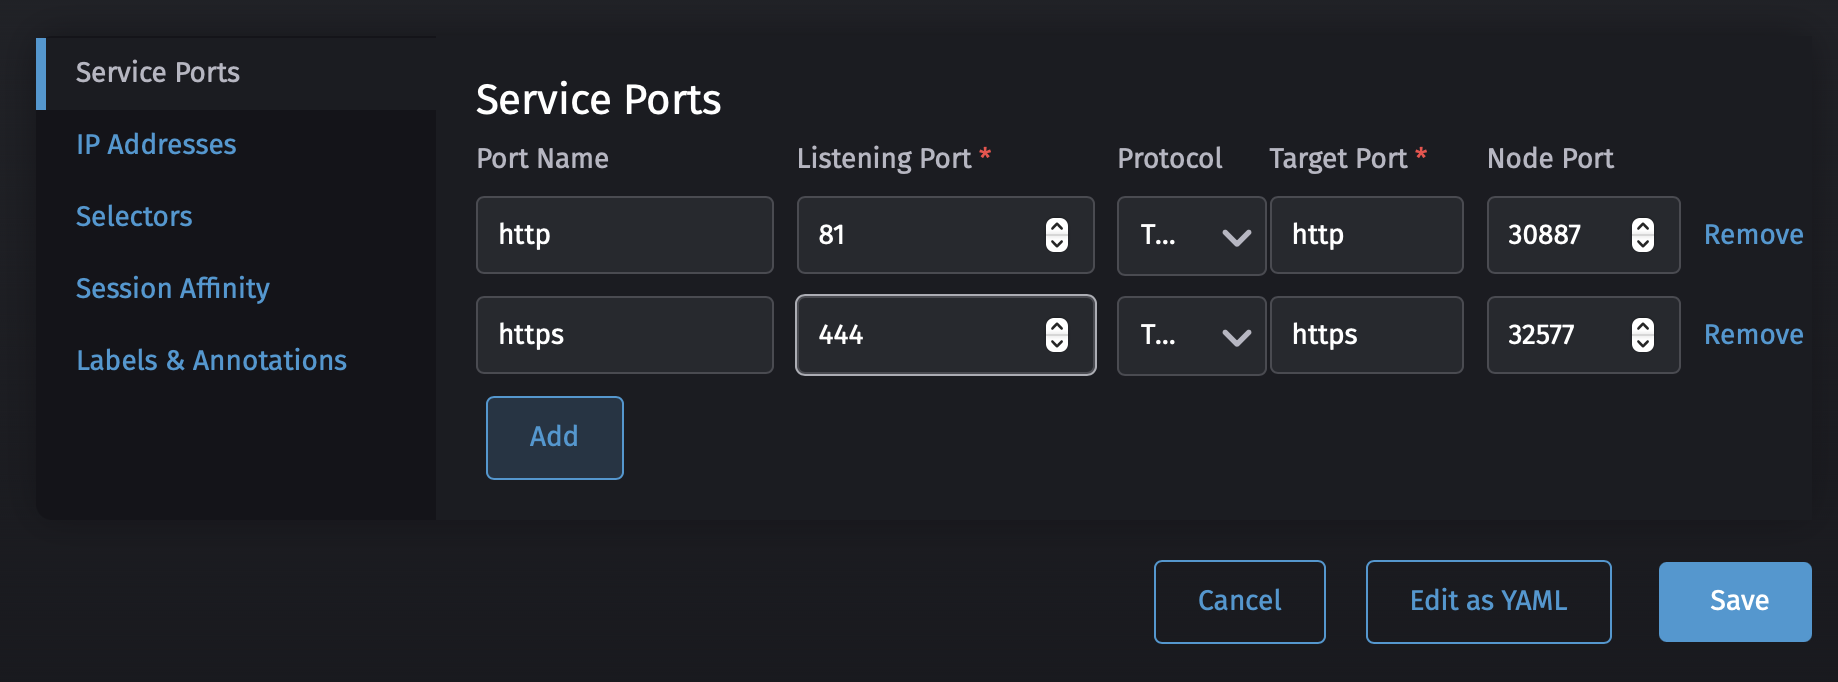 Service Ports
IP Addresses
Selectors
Session Affinity
Labels & Annotations
Service Ports
Port Name Listening Port * Protocol Target Port * Node Port
http 81 T... http 30887 Remove
https 444 T... https 32577 Remove
Add
Cancel Edit as YAML Save